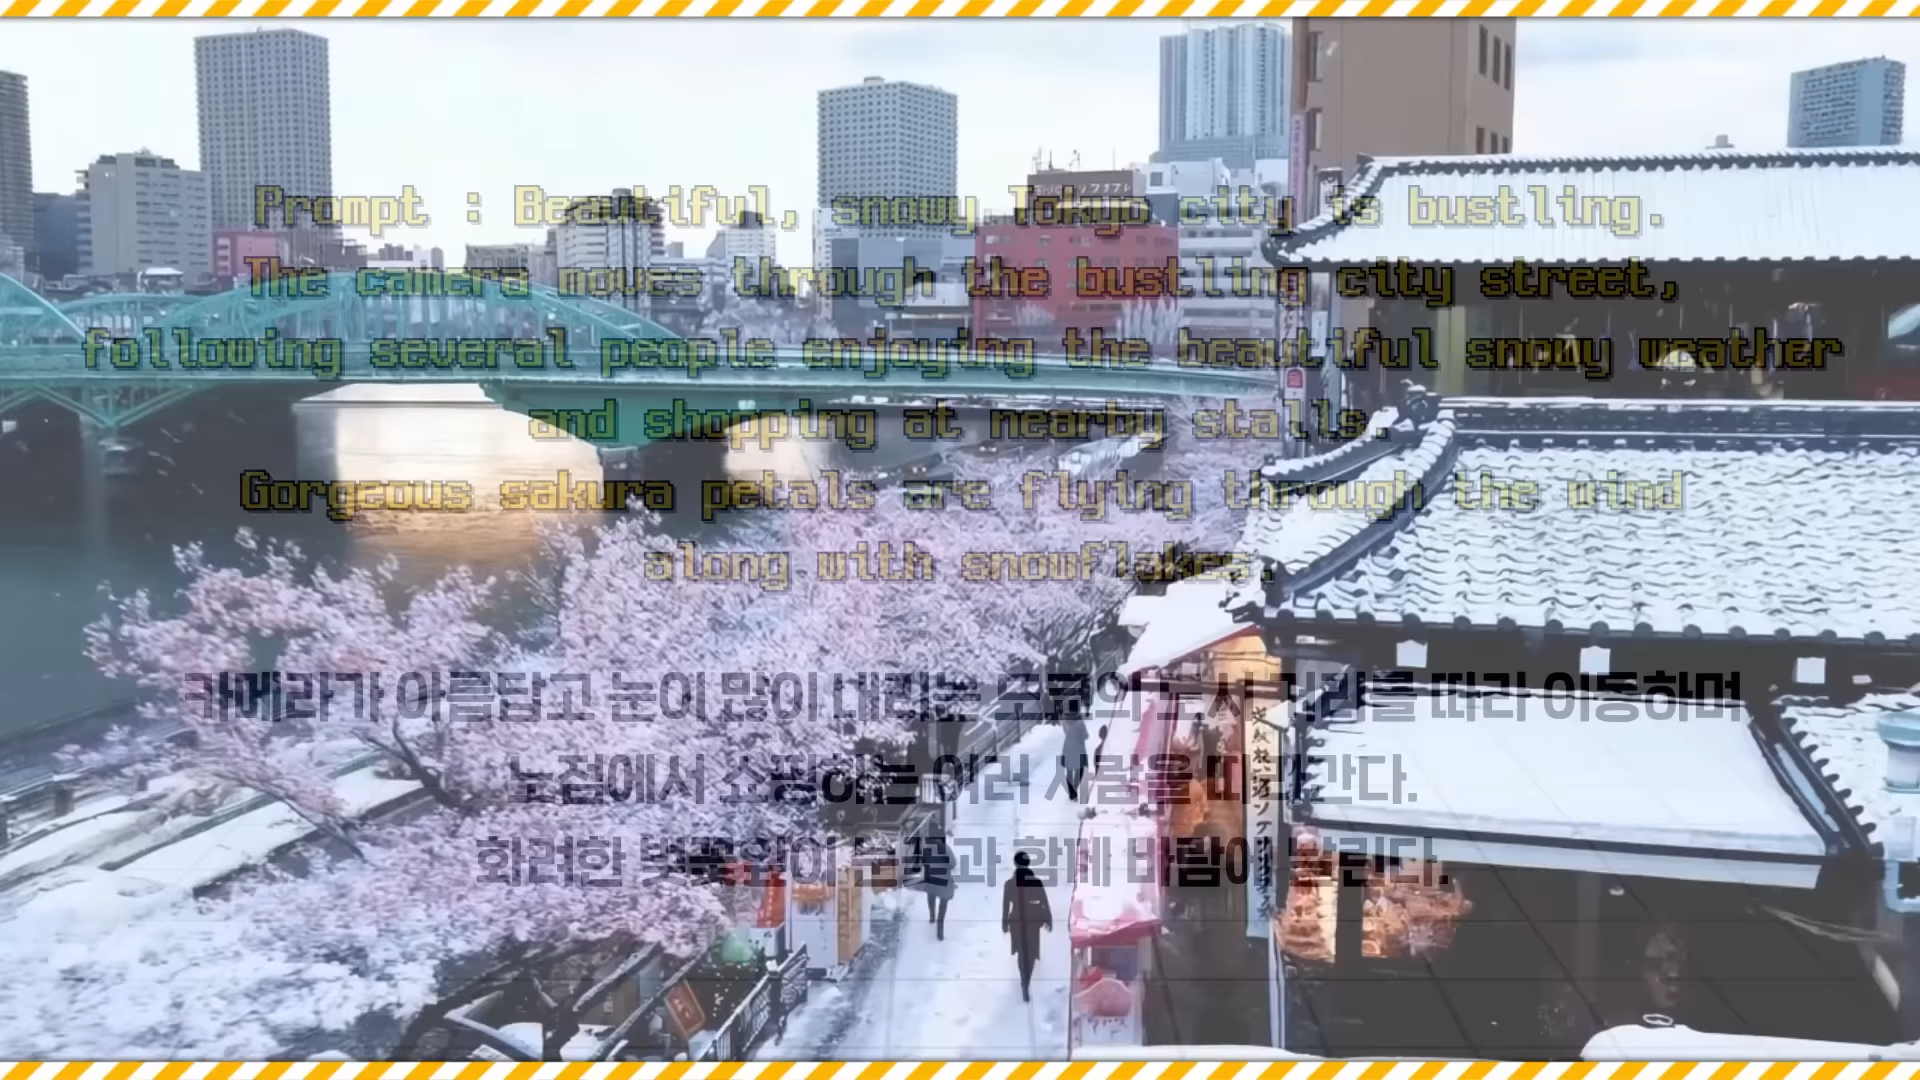 Prompt : Beautiful, snowy Tokyo city is bustling.
The camera moves through the bustling city street,
following several people enjoying the beautiful snowy weather
and shopping at nearby stalls.
Gorgeous sakura petals are flying through the wind
along with snowflakes.
카메라가 아름답고 눈이 많이 내리는 도쿄의 도시 거리를 따라 이동하며
노점에서 쇼핑하는 여러 사람을 따라간다.
화려한 벚꽃잎이 눈꽃과 함께 바람에 날린다.